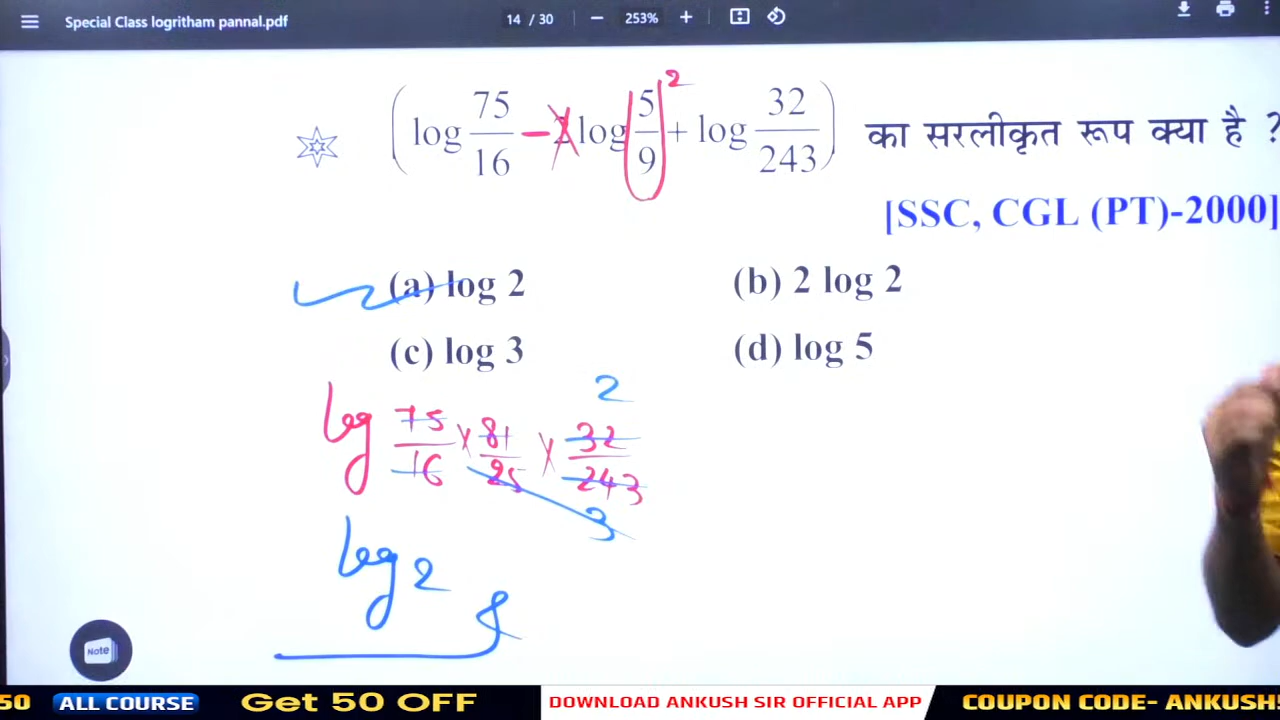 Special Class logritham pannal.pdf 14 / 30 − 253% +
(log 75/16 − 2 log (5/9)² + log 32/243) का सरलीकृत रूप क्या है ?
[SSC, CGL (PT)-2000]
(a) log 2 (b) 2 log 2
(c) log 3 (d) log 5
2
log 75/16 × 81/25 × 32/243
3
log 2
Note
50 ALL COURSE Get 50 OFF DOWNLOAD ANKUSH SIR OFFICIAL APP COUPON CODE- ANKUSH